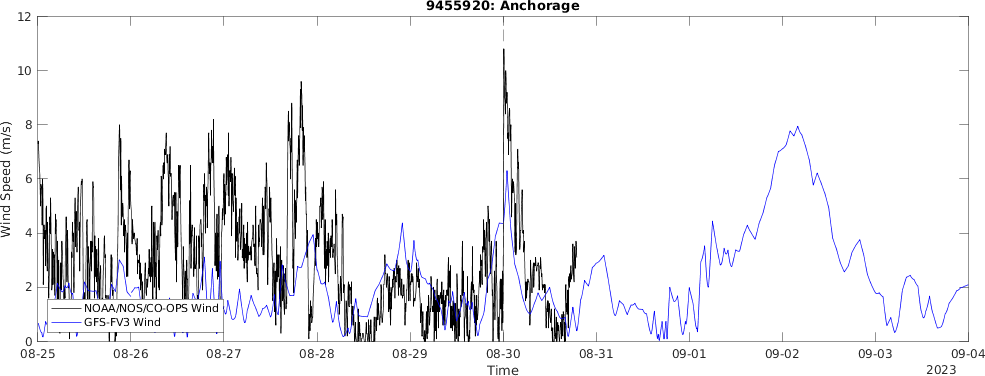 9455920: Anchorage
12
10
8
6
4
2
0
Wind Speed (m/s)
NOAA/NOS/CO-OPS Wind
GFS-FV3 Wind
08-25 08-26 08-27 08-28 08-29 08-30 08-31 09-01 09-02 09-03 09-04
Time
2023